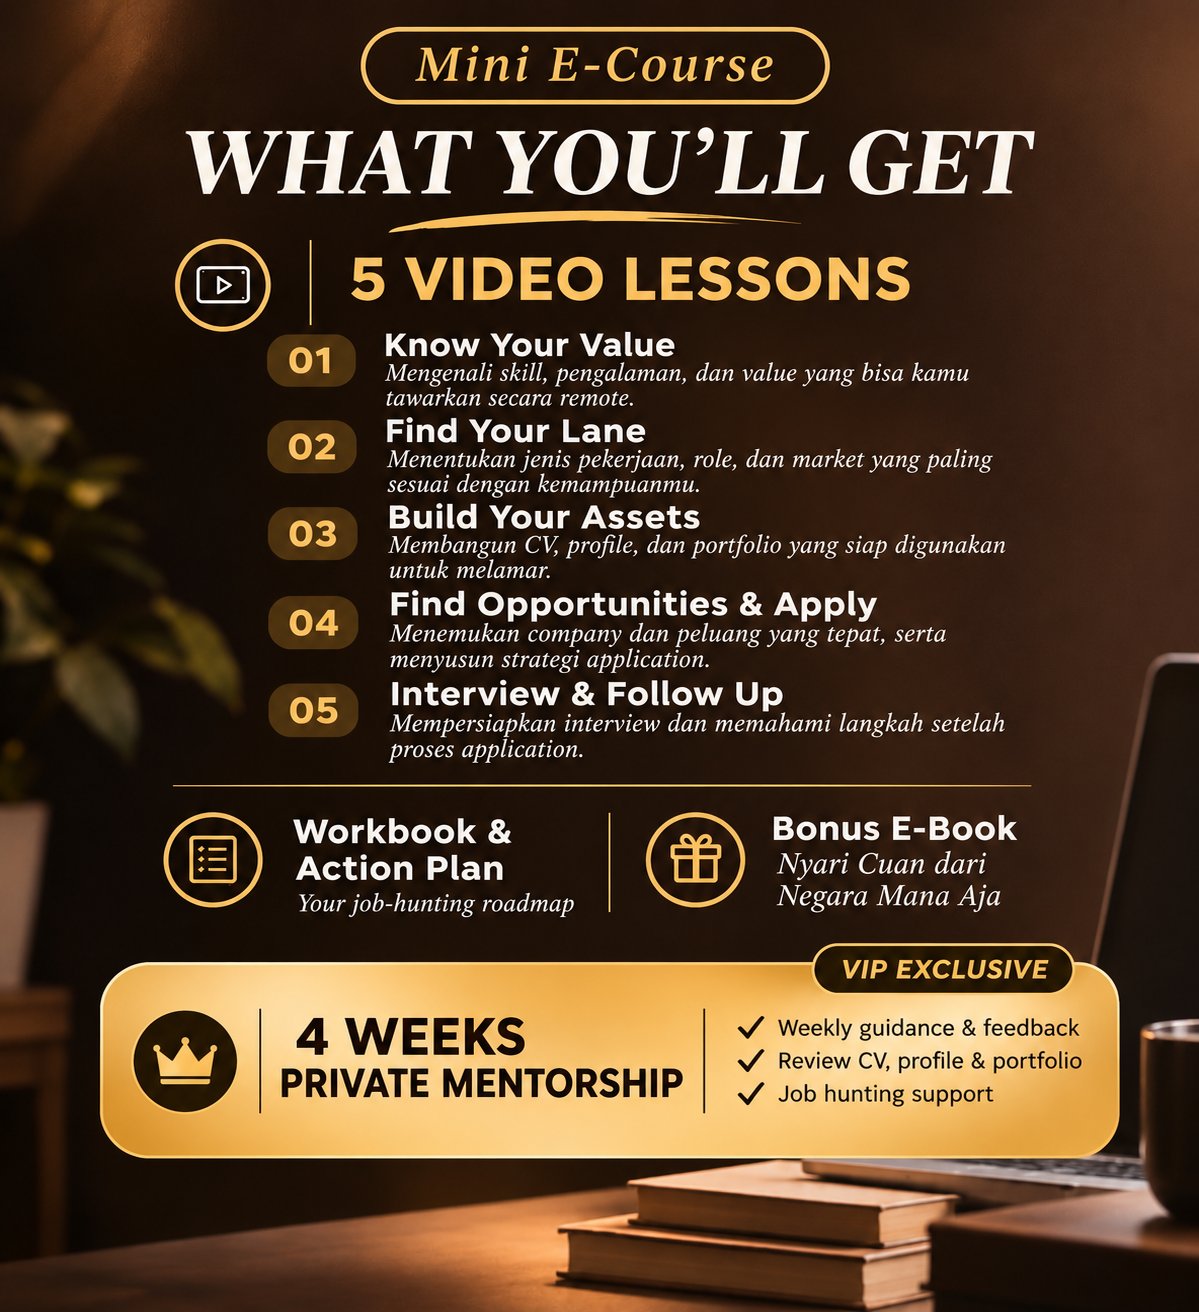 Mini E-Course
WHAT YOU'LL GET
5 VIDEO LESSONS
01
Know Your Value
Mengenali skill, pengalaman, dan value yang bisa kamu
tawarkan secara remote.
02
Find Your Lane
Menentukan jenis pekerjaan, role, dan market yang paling
sesuai dengan kemampuanmu.
03
Build Your Assets
Membangun CV, profile, dan portfolio yang siap digunakan
untuk melamar.
04
Find Opportunities & Apply
Menemukan company dan peluang yang tepat, serta
menyusun strategi application.
05
Interview & Follow Up
Mempersiapkan interview dan memahami langkah setelah
proses application.
Workbook &
Action Plan
Your job-hunting roadmap
Bonus E-Book
Nyari Cuan dari
Negara Mana Aja
VIP EXCLUSIVE
4 WEEKS
PRIVATE MENTORSHIP
Weekly guidance & feedback
Review CV, profile & portfolio
Job hunting support